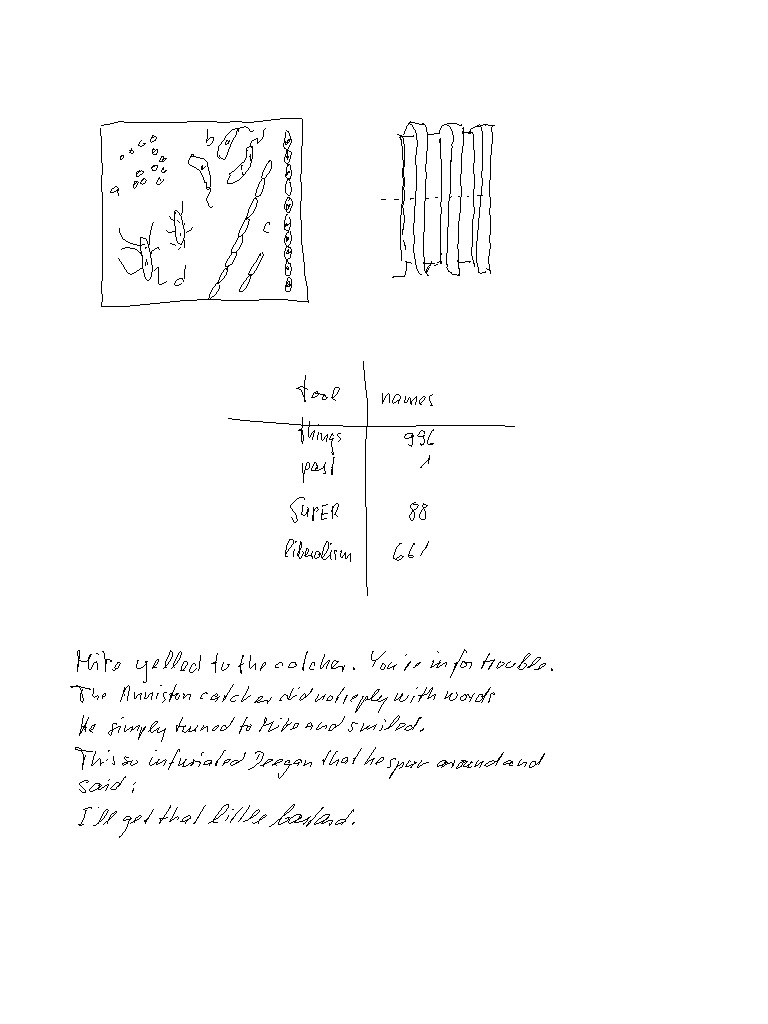 b
a
c
d
tool names
things 996
past 1
SUPER 88
liberalism 661
Mike yelled to the catcher. You're in for trouble.
The Anniston catcher did not reply with words
He simply turned to Mike and smiled.
This so infuriated Deegan that he spun around and
said:
I'll get that little bastard.